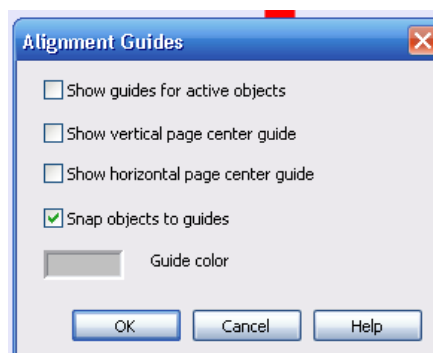 Alignment Guides
Show guides for active objects
Show vertical page center guide
Show horizontal page center guide
Snap objects to guides
Guide color
OK Cancel Help